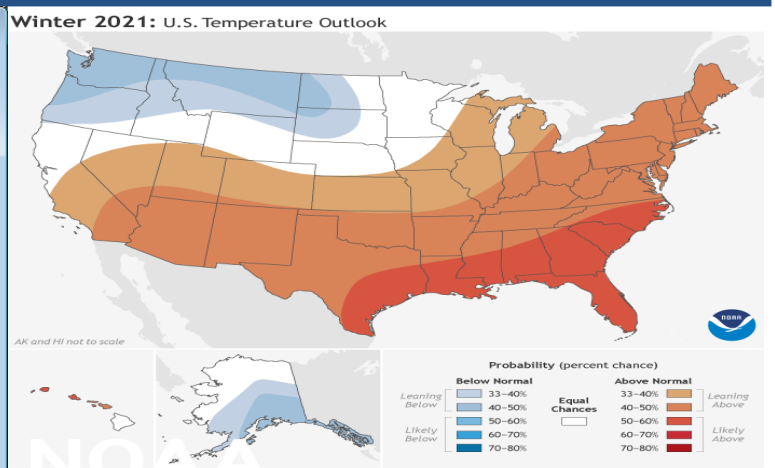 Winter 2021: U.S. Temperature Outlook
NOAA
AK and HI not to scale
Probability (percent chance)
Below Normal
Above Normal
Equal Chances
Leaning Below
33-40%
40-50%
Likely Below
50-60%
60-70%
70-80%
33-40%
40-50%
Leaning Above
50-60%
60-70%
70-80%
Likely Above
NOAA